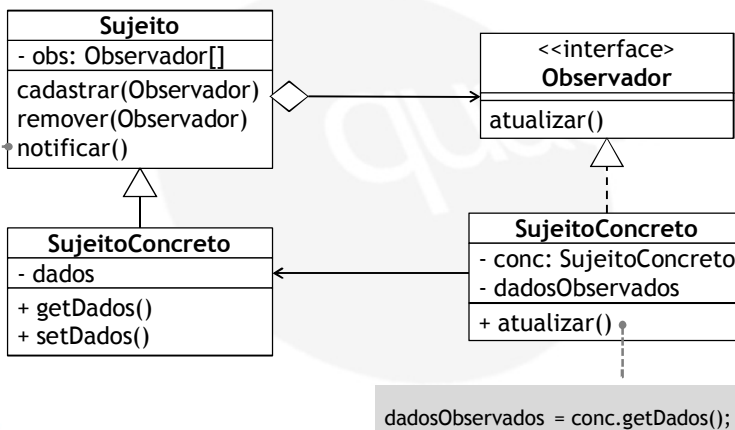 Sujeito
- obs: Observador[]
cadastrar(Observador)
remover(Observador)
notificar()
<<interface>
Observador
atualizar()
SujeitoConcreto
- dados
+ getDados()
+ setDados()
SujeitoConcreto
- conc: SujeitoConcreto
- dadosObservados
+ atualizar()
dadosObservados = conc.getDados();